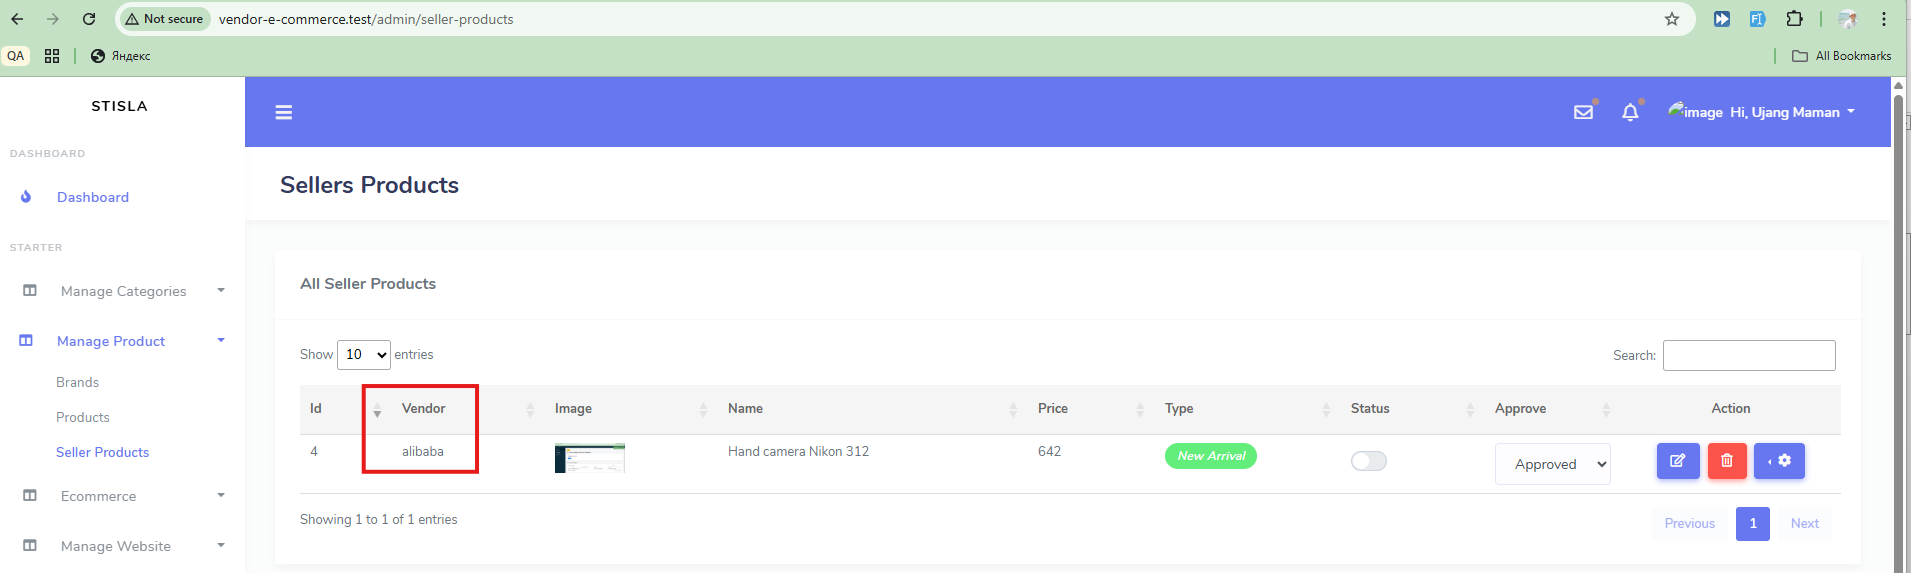 Not secure vendor-e-commerce.test/admin/seller-products
QA Яндекс All Bookmarks
STISLA
image Hi, Ujang Maman
DASHBOARD
Dashboard
STARTER
Manage Categories
Manage Product
Brands
Products
Seller Products
Ecommerce
Manage Website
Sellers Products
All Seller Products
Show 10 entries Search:
Id Vendor Image Name Price Type Status Approve Action
4 alibaba Hand camera Nikon 312 642 New Arrival Approved
Showing 1 to 1 of 1 entries Previous 1 Next